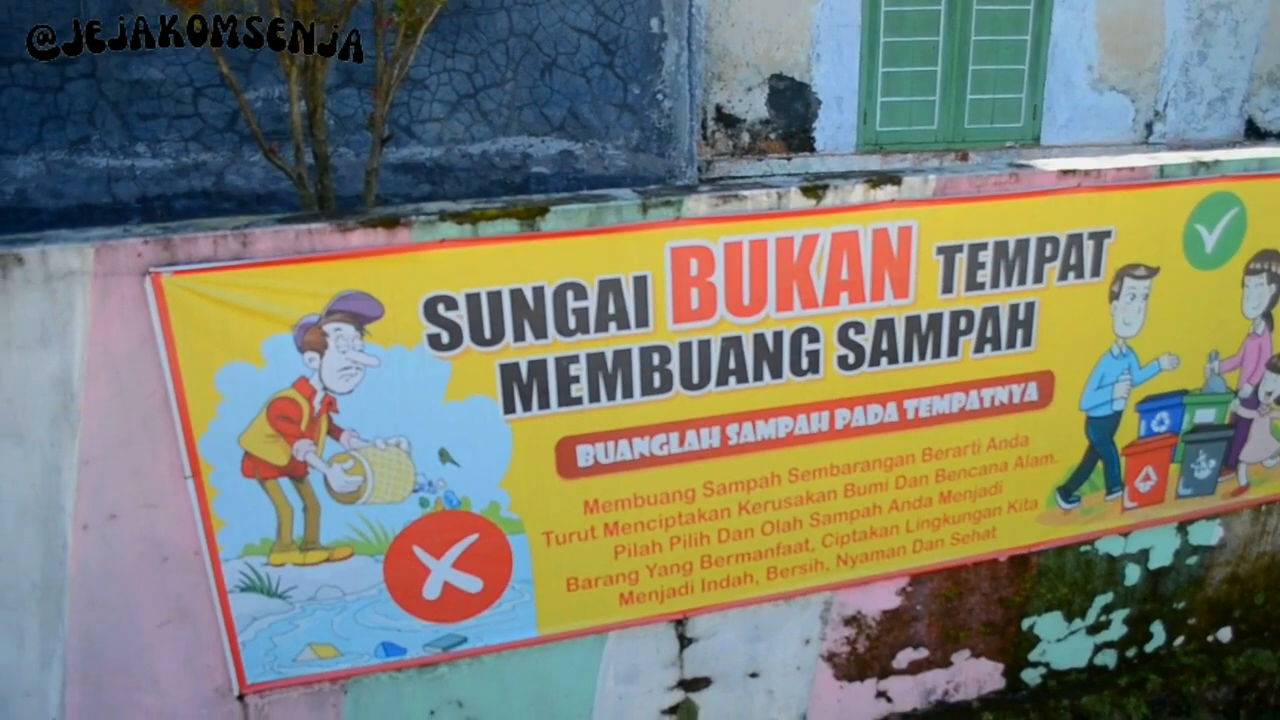 @JEJAKOMSENJA
SUNGAI BUKAN TEMPAT
MEMBUANG SAMPAH
BUANGLAH SAMPAH PADA TEMPATNYA
Membuang Sampah Sembarangan Berarti Anda
Turut Menciptakan Kerusakan Bumi Dan Bencana Alam.
Pilah Pilih Dan Olah Sampah Anda Menjadi
Barang Yang Bermanfaat, Ciptakan Lingkungan Kita
Menjadi Indah, Bersih, Nyaman Dan Sehat